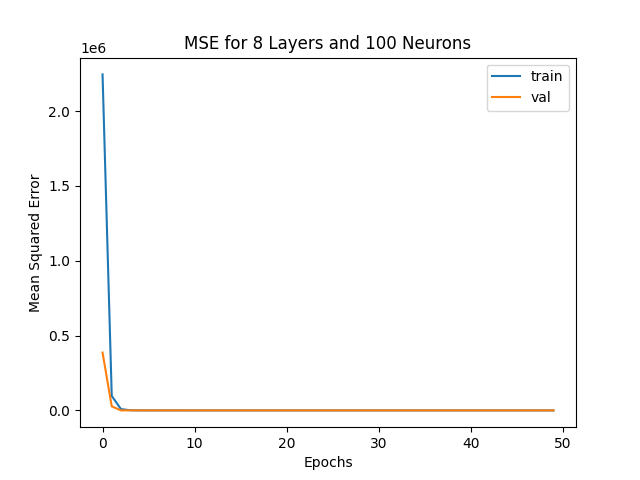 MSE for 8 Layers and 100 Neurons
1e6
train
val
2.0
1.5
1.0
0.5
0.0
Mean Squared Error
0 10 20 30 40 50
Epochs